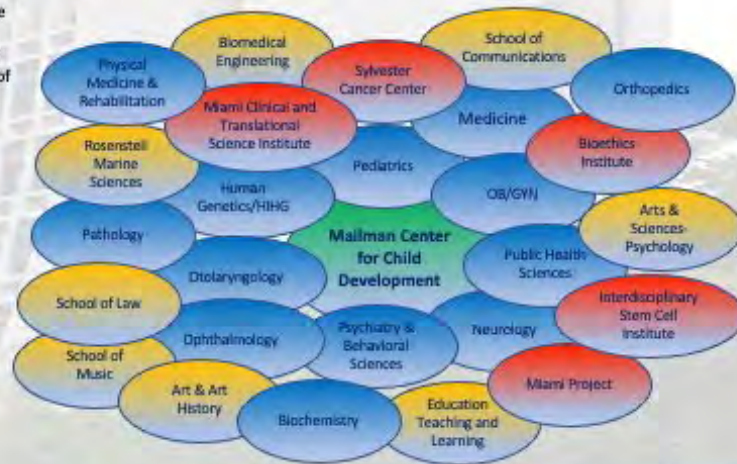 e
of
Biomedical
Engineering
School of
Communications
Physical
Medicine &
Rehabilitation
Sylvester
Cancer Center
Orthopedics
Miami Clinical and
Translational
Science Institute
Medicine
Rosenstell
Marine
Sciences
Bioethics
Institute
Pediatrics
Human
Genetics/HIHG
OB/GYN
Arts &
Sciences-
Psychology
Pathology
Mailman Center
for Child
Development
Public Health
Sciences
Otolaryngology
School of Law
Interdisciplinary
Stem Cell
Institute
Ophthalmology
Psychiatry &
Behavioral
Sciences
Neurology
School of
Music
Miami Project
Art & Art
History
Biochemistry
Education
Teaching and
Learning